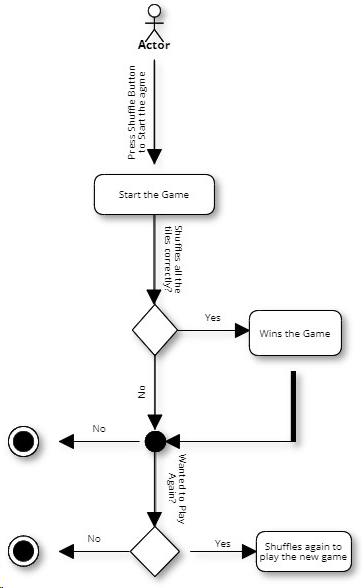 Actor
Press Shuffle Button
to Start the agme
Start the Game
Shuffles all the
tiles correctly?
Yes
Wins the Game
No
No
Wanted to Play
Again?
No
Yes
Shuffles again to
play the new game